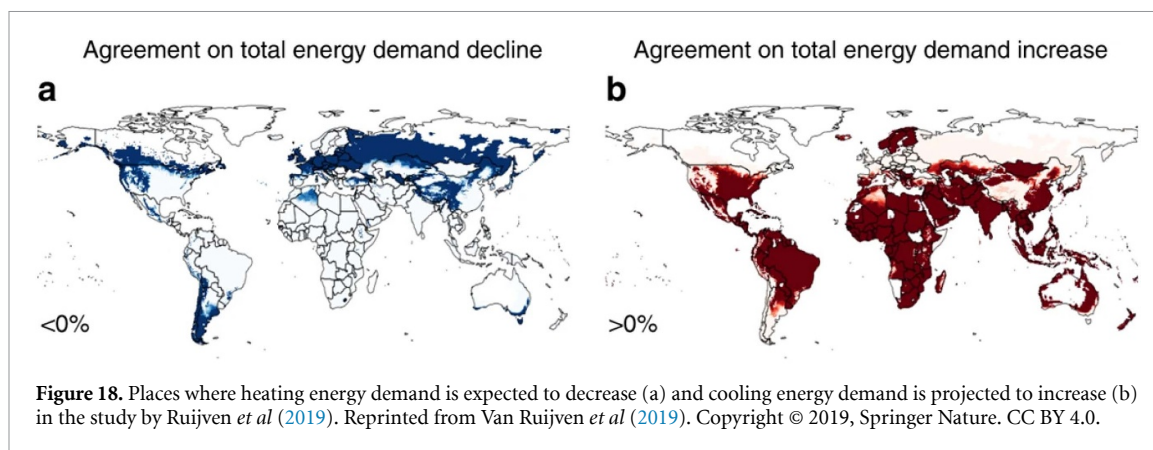 Agreement on total energy demand decline
Agreement on total energy demand increase
a
b
<0%
>0%
Figure 18. Places where heating energy demand is expected to decrease (a) and cooling energy demand is projected to increase (b)
in the study by Ruijven et al (2019). Reprinted from Van Ruijven et al (2019). Copyright © 2019, Springer Nature. CC BY 4.0.